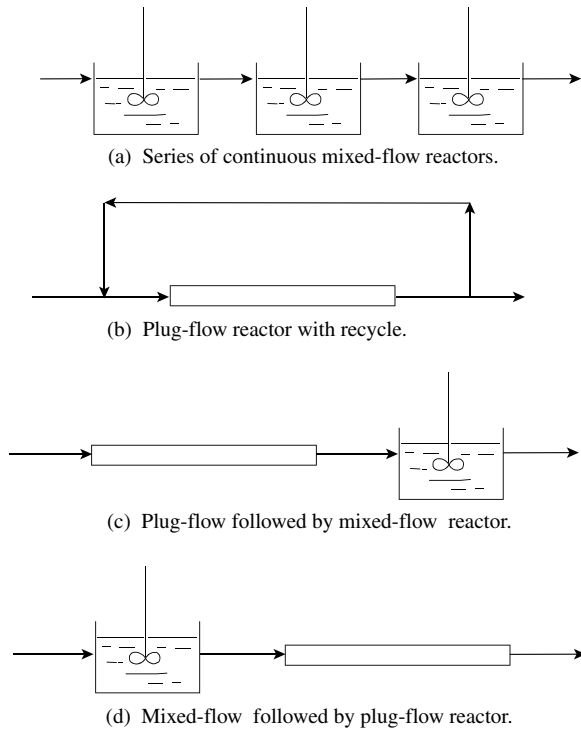 (a) Series of continuous mixed-flow reactors.
(b) Plug-flow reactor with recycle.
(c) Plug-flow followed by mixed-flow reactor.
(d) Mixed-flow followed by plug-flow reactor.